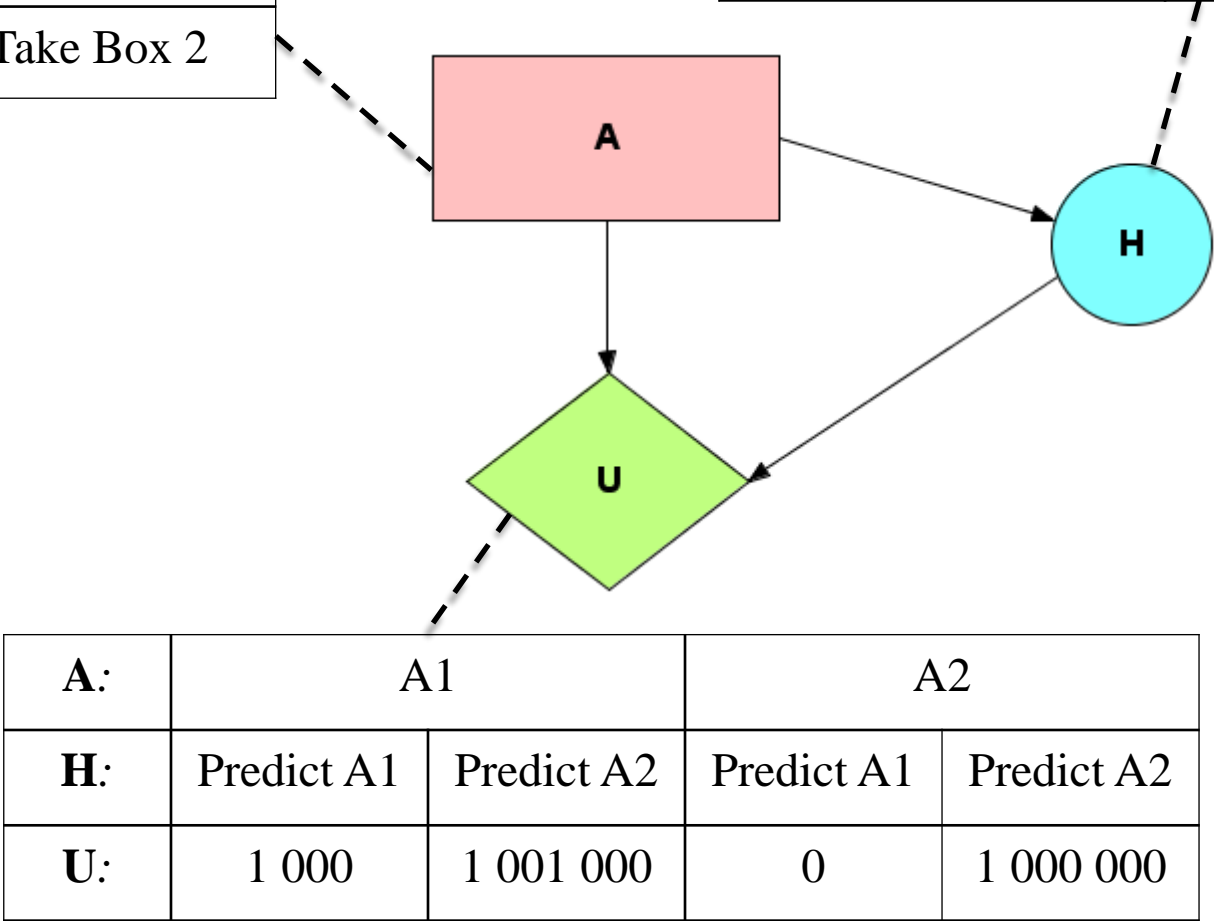 Take Box 2
A
H
U
A: A1 A2
H: Predict A1 Predict A2 Predict A1 Predict A2
U: 1 000 1 001 000 0 1 000 000